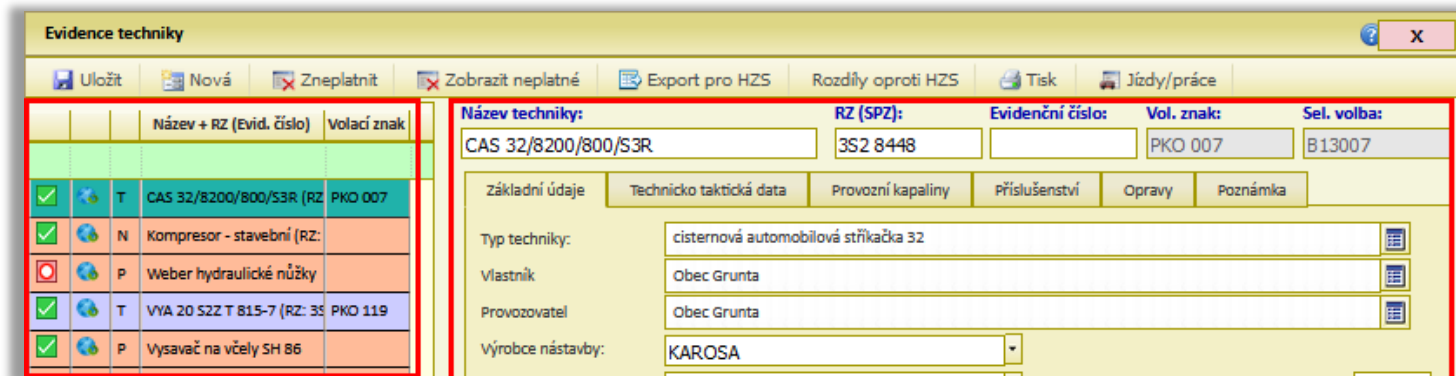 Evidence techniky
? X
Uložit Nová Zneplatnit Zobrazit neplatné Export pro HZS Rozdíly oproti HZS Tisk Jízdy/práce
Název + RZ (Evid. číslo) Volací znak
T CAS 32/8200/800/S3R (RZ PKO 007
N Kompresor - stavební (RZ:
P Weber hydraulické nůžky
T VYA 20 S2Z T 815-7 (RZ: 3S PKO 119
P Vysavač na včely SH 86
Název techniky: RZ (SPZ): Evidenční číslo: Vol. znak: Sel. volba:
CAS 32/8200/800/S3R 3S2 8448 PKO 007 B13007
Základní údaje Technicko taktická data Provozní kapaliny Příslušenství Opravy Poznámka
Typ techniky: cisternová automobilová stříkačka 32
Vlastník Obec Grunta
Provozovatel Obec Grunta
Výrobce nástavby: KAROSA